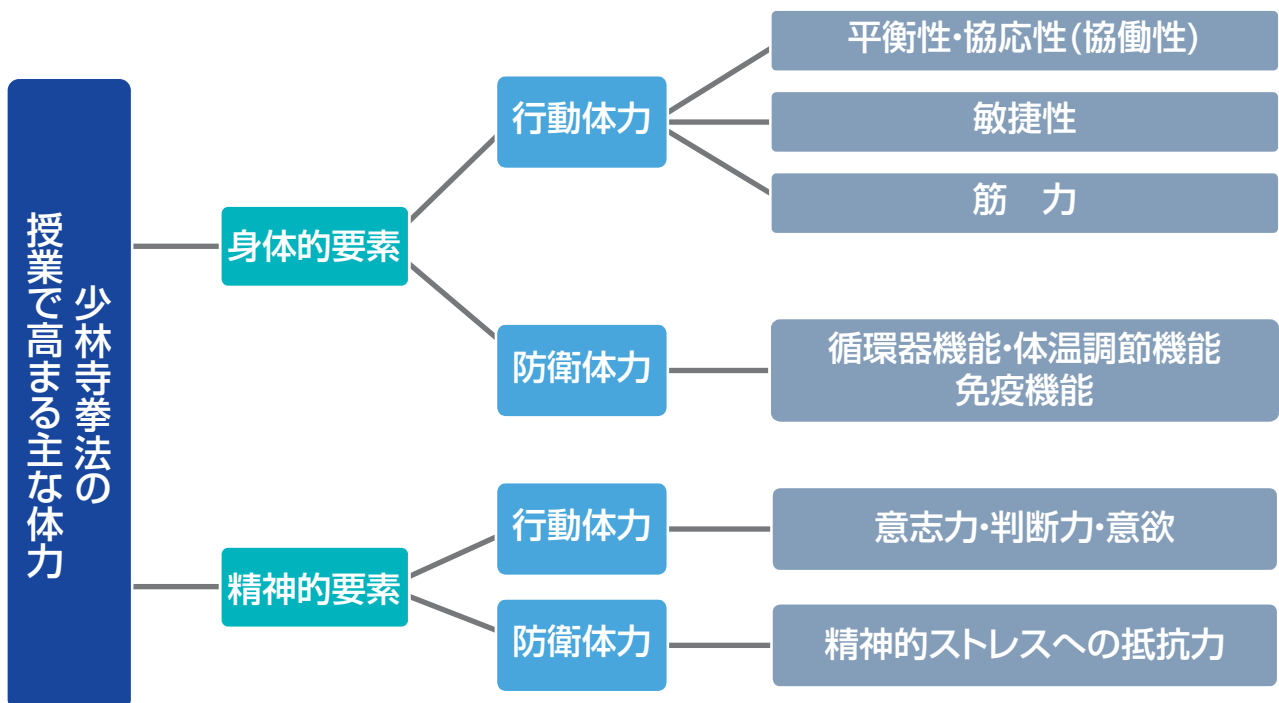 少林寺拳法の
授業で高まる主な体力
身体的要素
行動体力
平衡性・協応性(協働性)
敏捷性
筋　力
防衛体力
循環器機能・体温調節機能
免疫機能
精神的要素
行動体力
意志力・判断力・意欲
防衛体力
精神的ストレスへの抵抗力